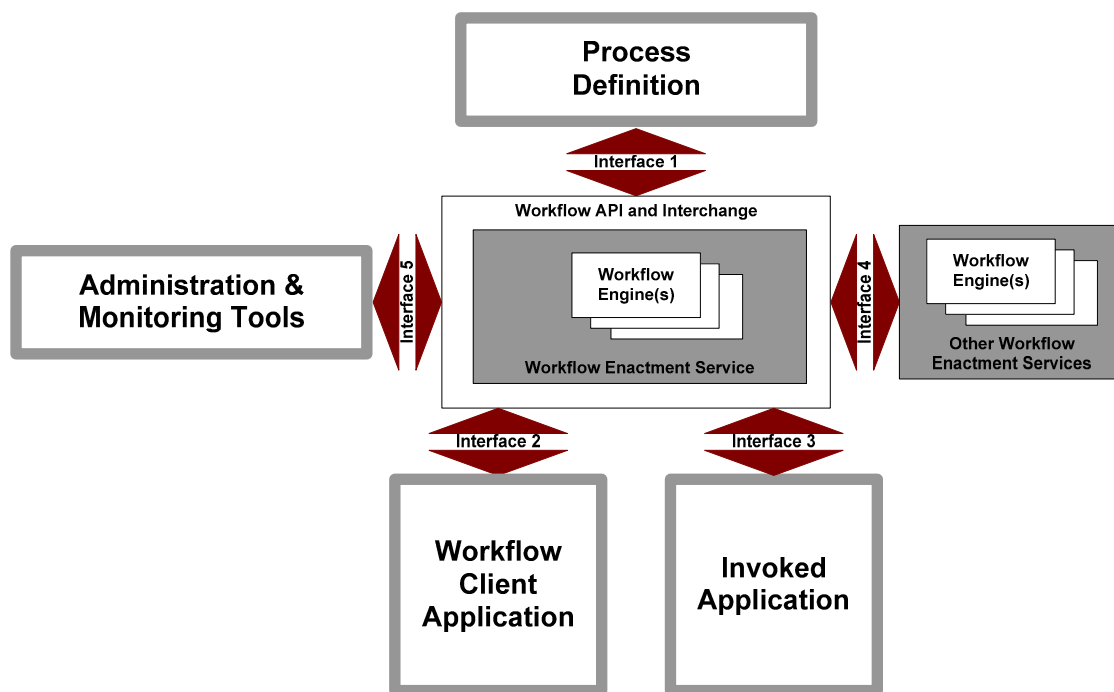 Process
Definition
Interface 1
Workflow API and Interchange
Administration &
Monitoring Tools
Interface 5
Workflow
Engine(s)
Workflow Enactment Service
Interface 4
Workflow
Engine(s)
Other Workflow
Enactment Services
Interface 2
Interface 3
Workflow
Client
Application
Invoked
Application